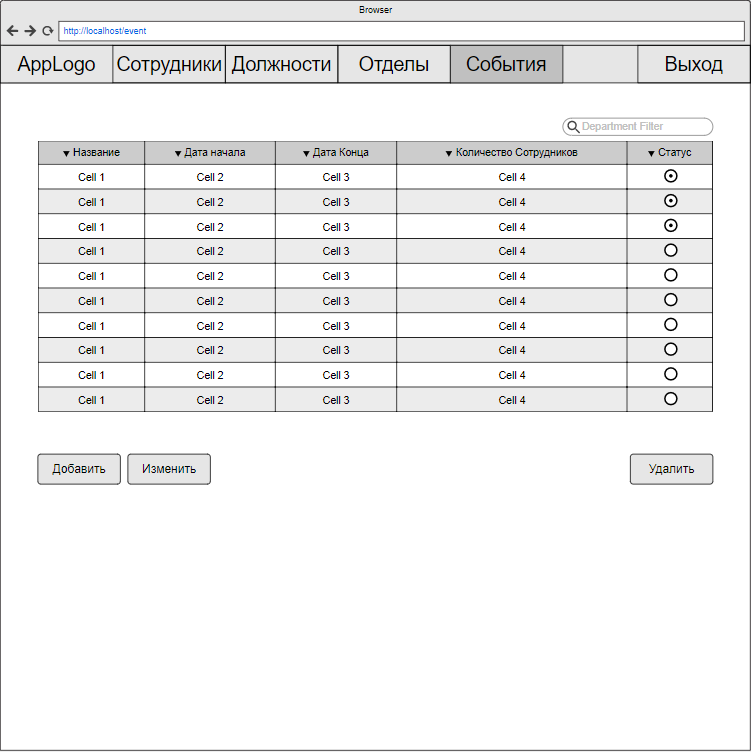 Browser
http://localhost/event
AppLogo Сотрудники Должности Отделы События Выход
Department Filter
▼ Название ▼ Дата начала ▼ Дата Конца ▼ Количество Сотрудников ▼ Статус
Cell 1 Cell 2 Cell 3 Cell 4
Cell 1 Cell 2 Cell 3 Cell 4
Cell 1 Cell 2 Cell 3 Cell 4
Cell 1 Cell 2 Cell 3 Cell 4
Cell 1 Cell 2 Cell 3 Cell 4
Cell 1 Cell 2 Cell 3 Cell 4
Cell 1 Cell 2 Cell 3 Cell 4
Cell 1 Cell 2 Cell 3 Cell 4
Cell 1 Cell 2 Cell 3 Cell 4
Cell 1 Cell 2 Cell 3 Cell 4
Добавить Изменить Удалить